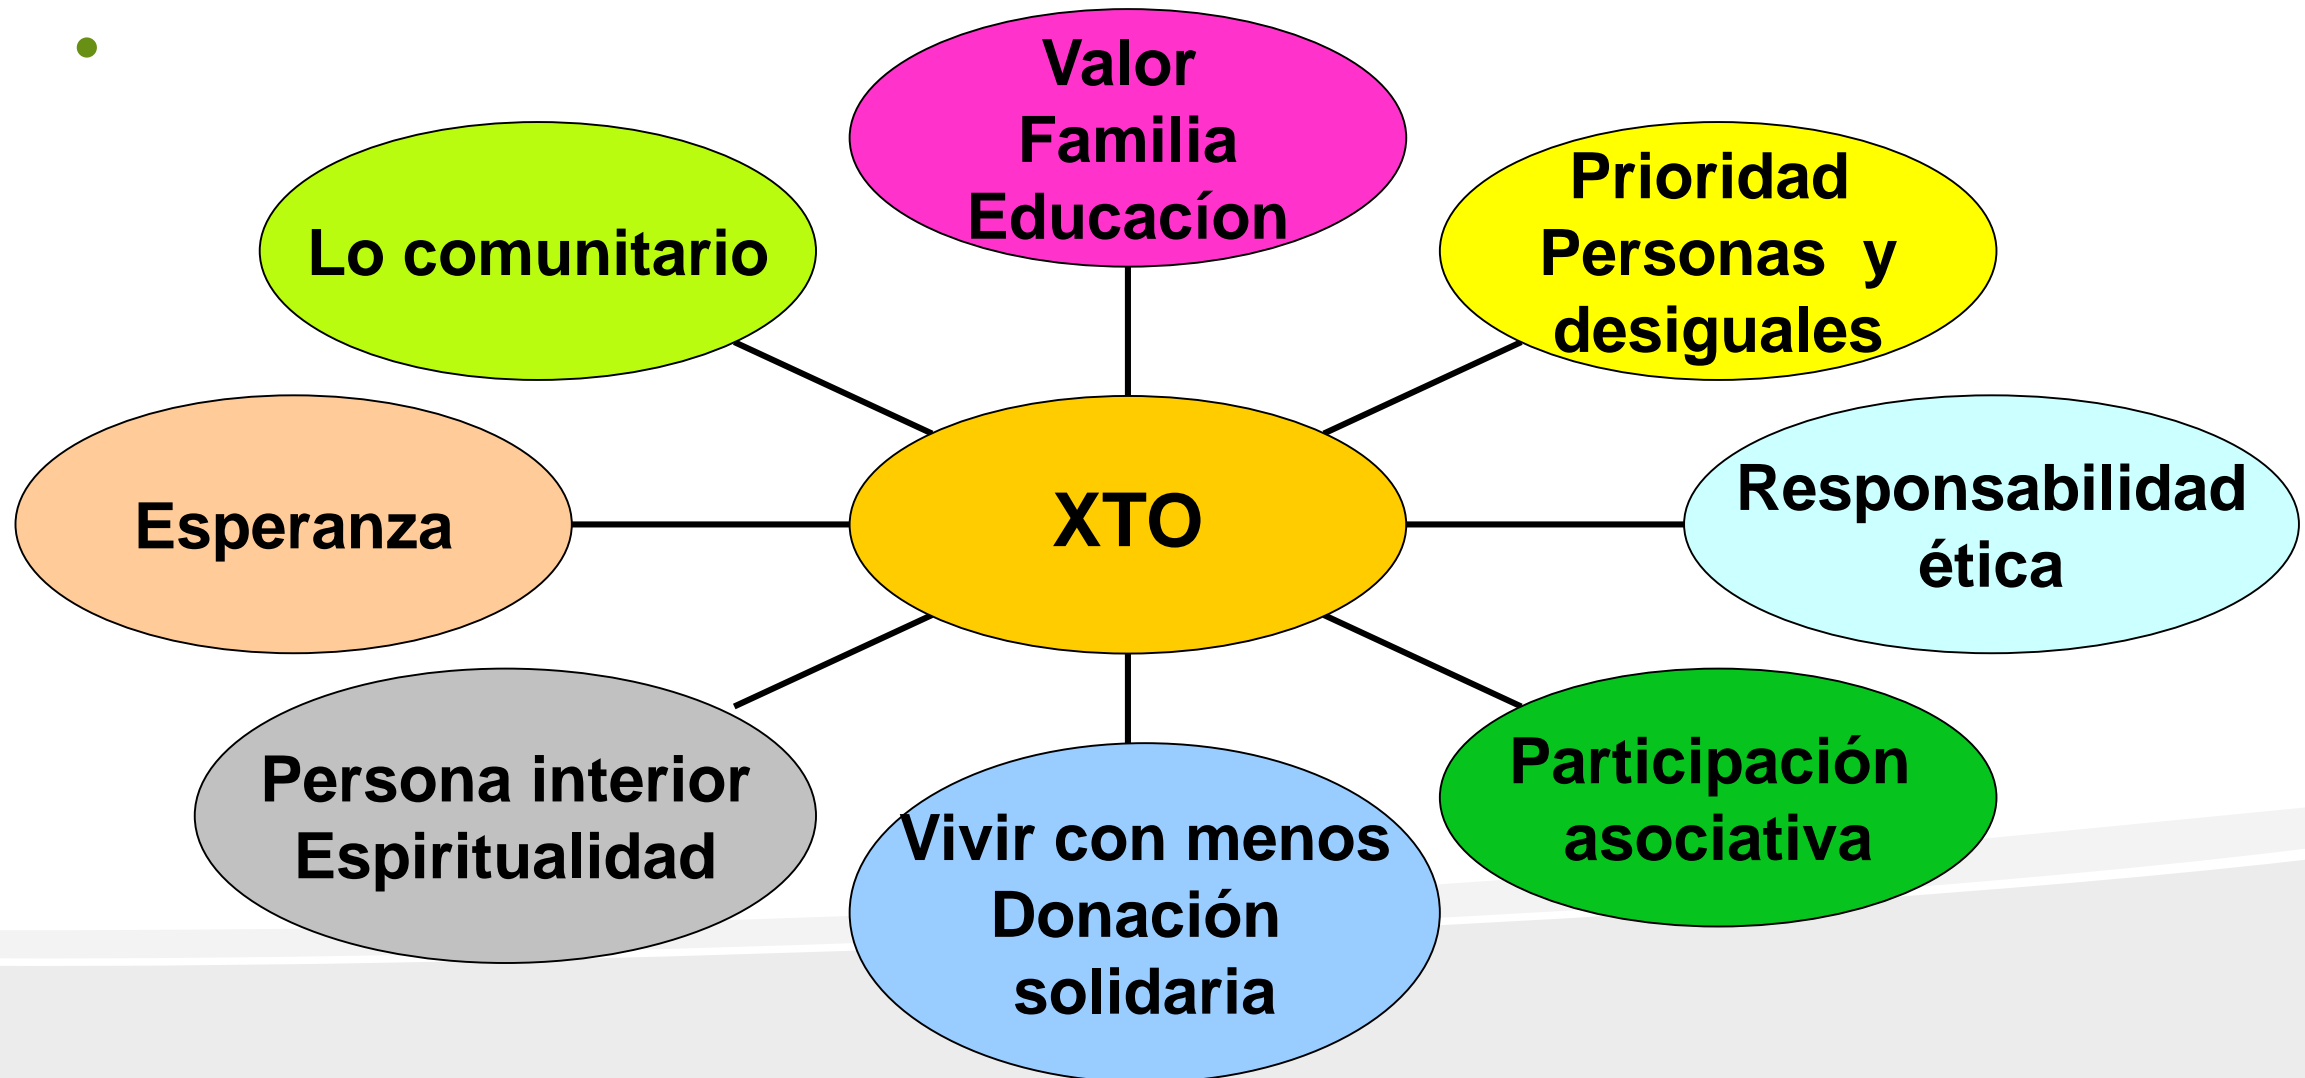 Valor
Familia
Educacíon
Lo comunitario
Prioridad
Personas y
desiguales
Esperanza
XTO
Responsabilidad
ética
Persona interior
Espiritualidad
Vivir con menos
Donación
solidaria
Participación
asociativa